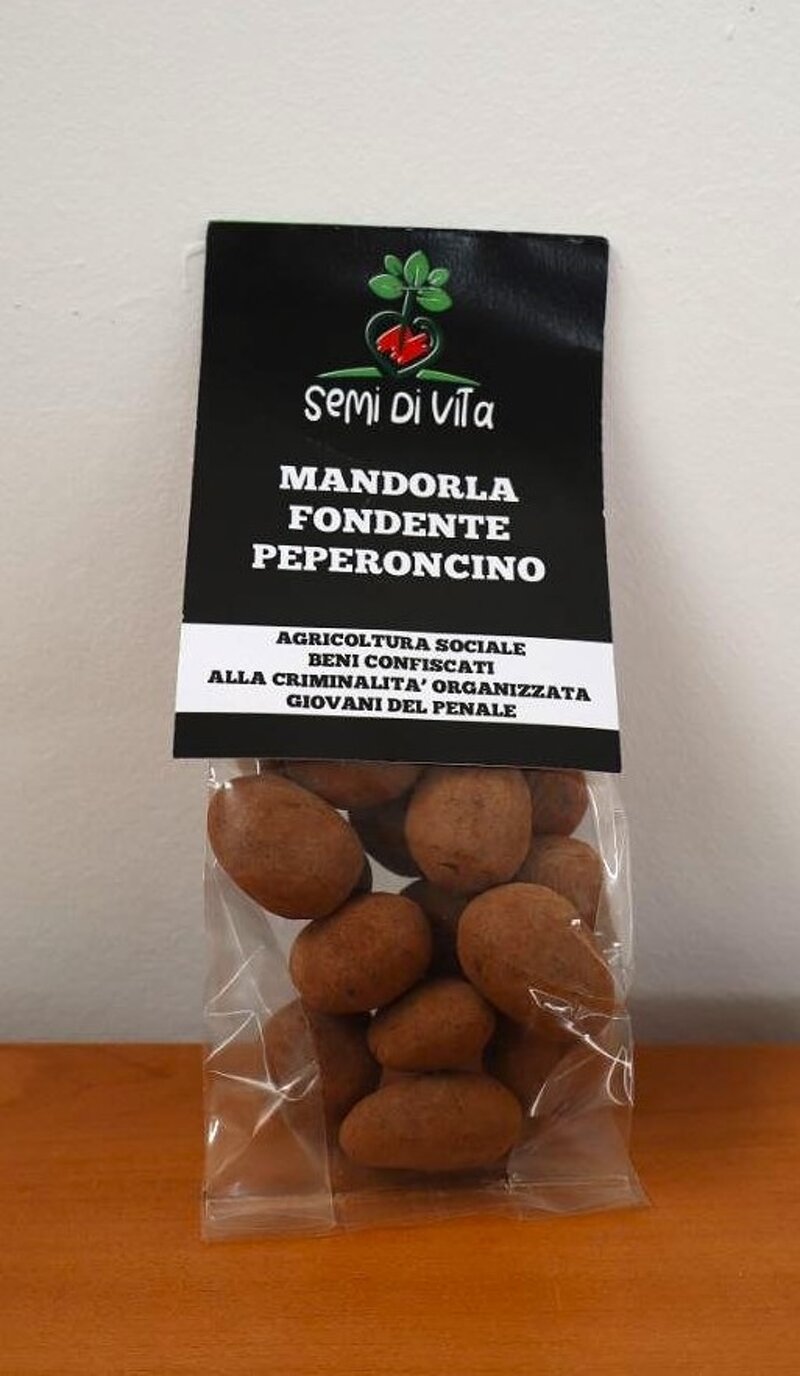 SEMI DI VITA
MANDORLA
FONDENTE
PEPERONCINO
AGRICOLTURA SOCIALE
BENI CONFISCATI
ALLA CRIMINALITA' ORGANIZZATA
GIOVANI DEL PENALE